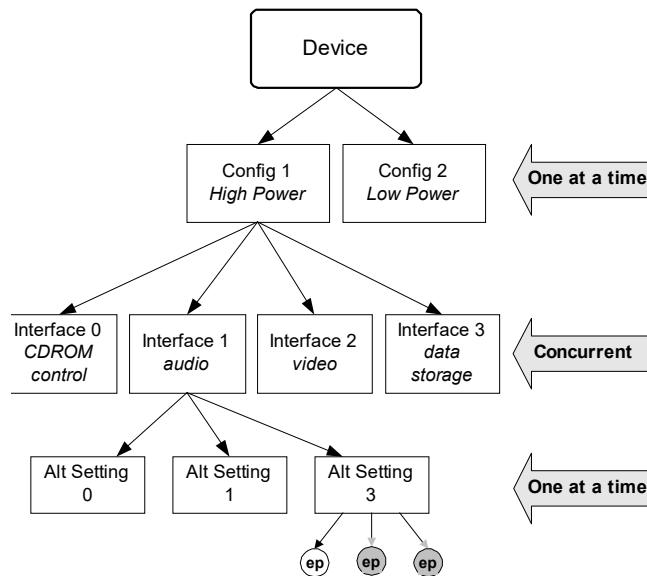 Device
Config 1
High Power
Config 2
Low Power
One at a time
Interface 0
CDROM
control
Interface 1
audio
Interface 2
video
Interface 3
data
storage
Concurrent
Alt Setting
0
Alt Setting
1
Alt Setting
3
One at a time
ep
ep
ep